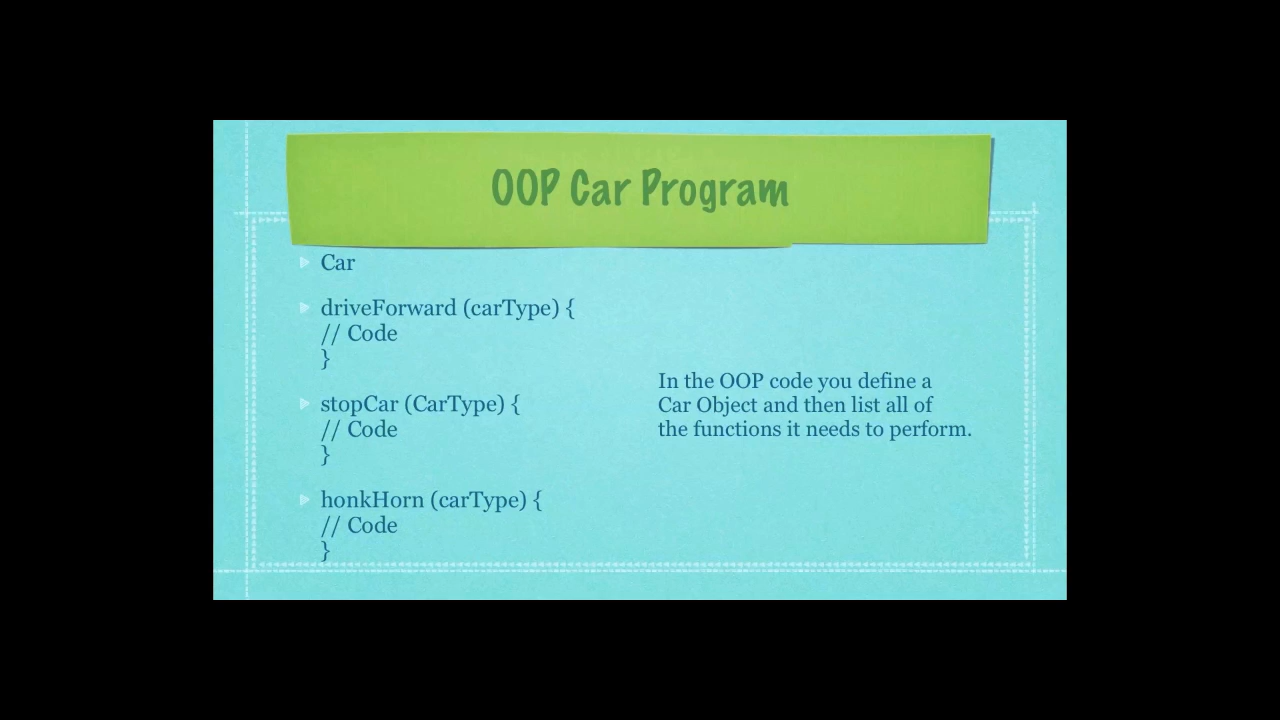 OOP Car Program
Car
driveForward (carType) {
// Code
}
stopCar (CarType) {
// Code
}
honkHorn (carType) {
// Code
}
In the OOP code you define a
Car Object and then list all of
the functions it needs to perform.